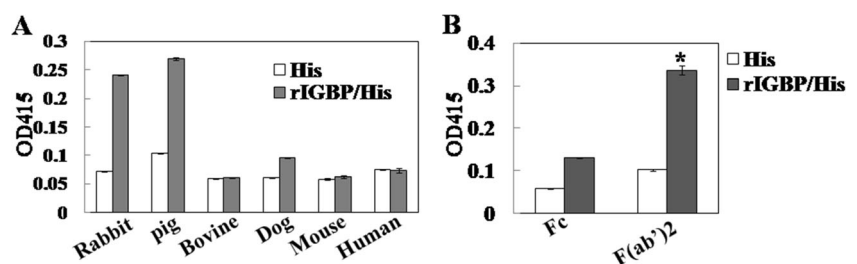 A
OD415
0.3
0.25
0.2
0.15
0.1
0.05
0
His
rIGBP/His
Rabbit
pig
Bovine
Dog
Mouse
Human
B
OD415
0.4
0.3
0.2
0.1
0
*
His
rIGBP/His
Fc
F(ab’)2